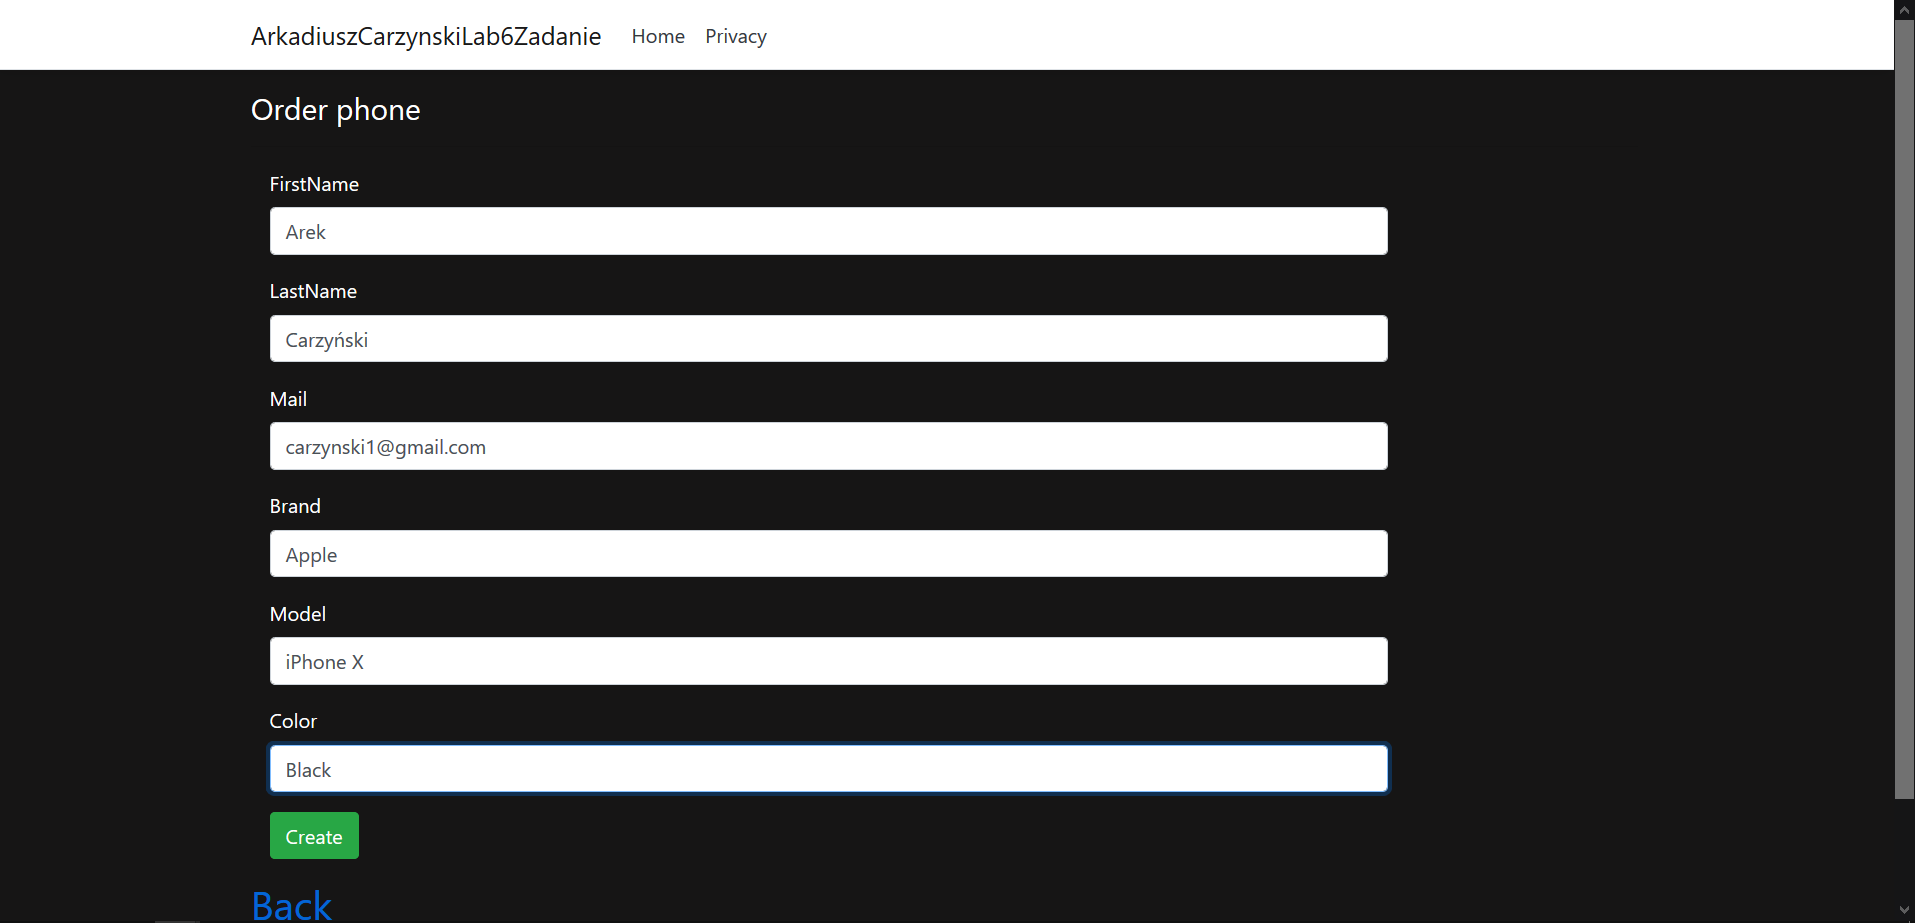 ArkadiuszCarzynskiLab6Zadanie Home Privacy
Order phone
FirstName
Arek
LastName
Carzyński
Mail
carzynski1@gmail.com
Brand
Apple
Model
iPhone X
Color
Black
Create
Back